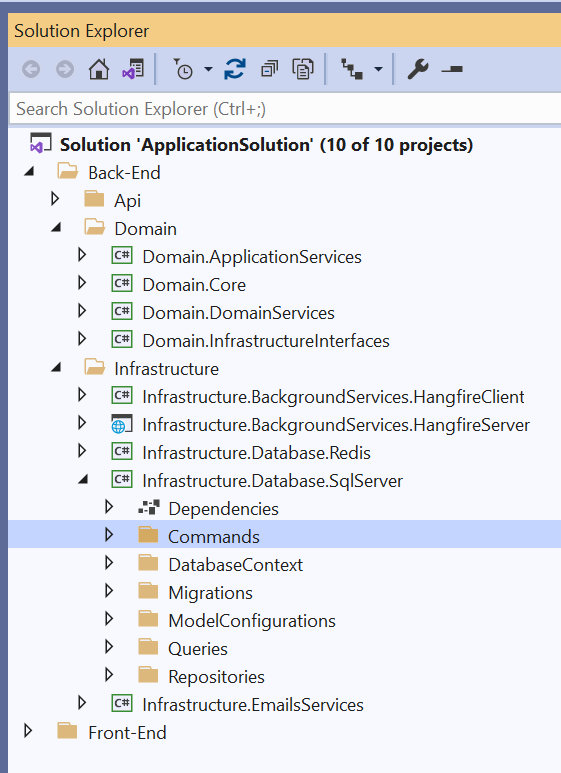 Solution Explorer
Search Solution Explorer (Ctrl+;)
Solution 'ApplicationSolution' (10 of 10 projects)
Back-End
Api
Domain
C# Domain.ApplicationServices
C# Domain.Core
C# Domain.DomainServices
C# Domain.InfrastructureInterfaces
Infrastructure
C# Infrastructure.BackgroundServices.HangfireClient
Infrastructure.BackgroundServices.HangfireServer
C# Infrastructure.Database.Redis
C# Infrastructure.Database.SqlServer
Dependencies
Commands
DatabaseContext
Migrations
ModelConfigurations
Queries
Repositories
C# Infrastructure.EmailsServices
Front-End